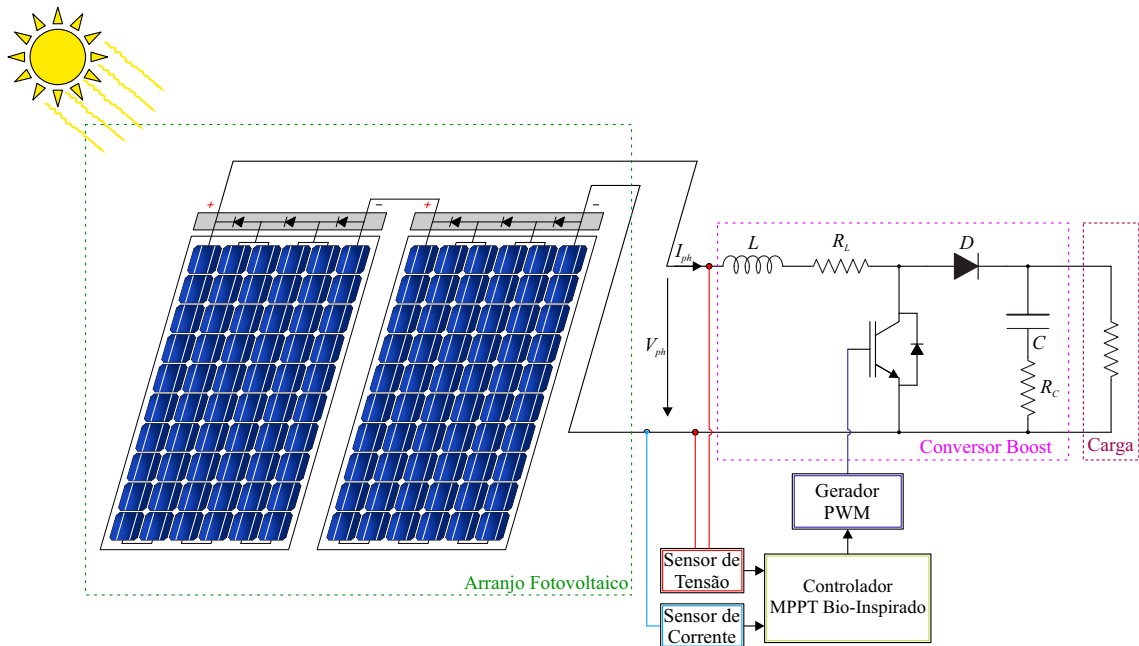 +
−
+
−
I_ph
L
R_L
D
V_ph
C
R_C
Conversor Boost
Carga
Gerador
PWM
Arranjo Fotovoltaico
Sensor de
Tensão
Controlador
MPPT Bio-Inspirado
Sensor de
Corrente